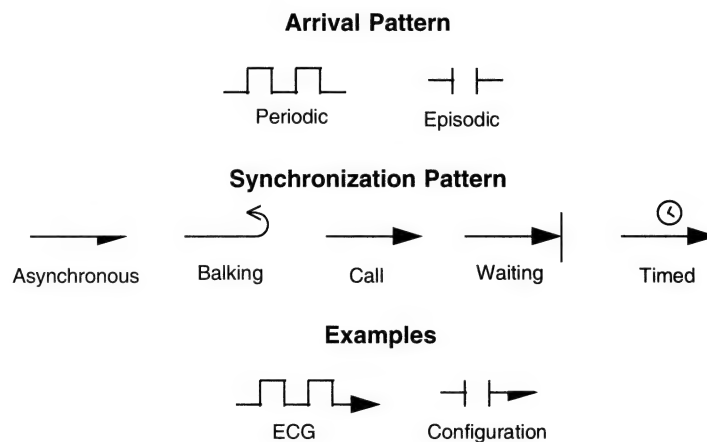 Arrival Pattern
Periodic
Episodic
Synchronization Pattern
Asynchronous
Balking
Call
Waiting
Timed
Examples
ECG
Configuration